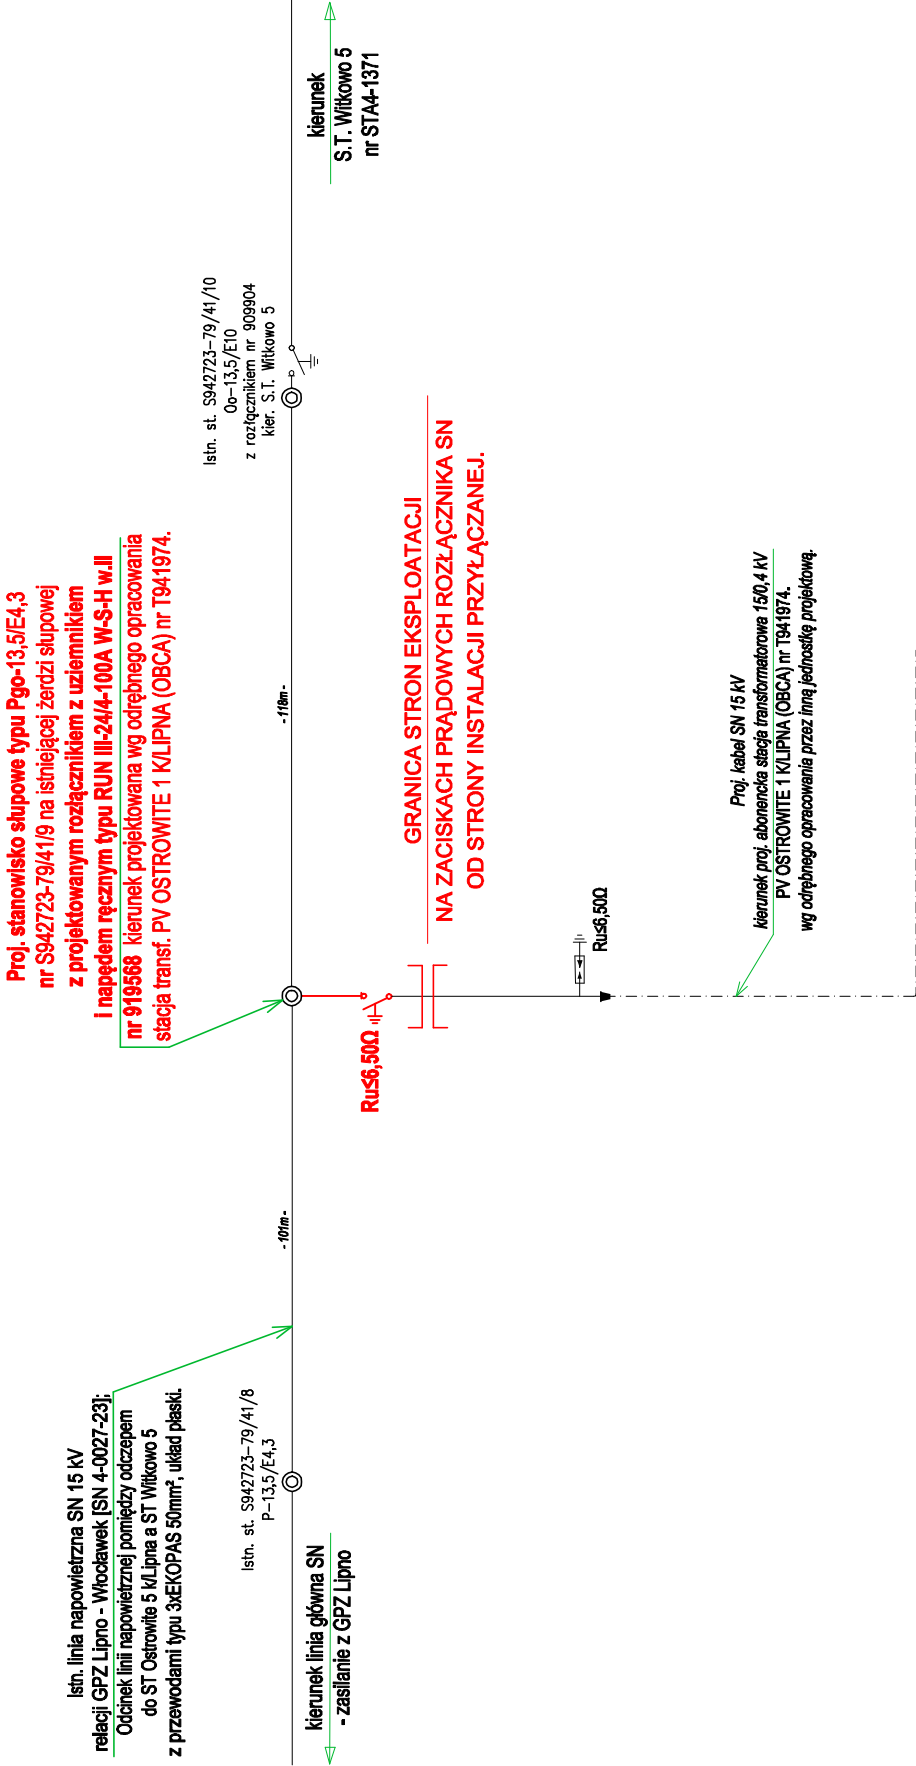 Istn. linia napowietrzna SN 15 kV
relacji GPZ Lipno - Włocławek [SN 4-0027-23];
Odcinek linii napowietrznej pomiędzy odczepem
do ST Ostrowite 5 k/Lipna a ST Witkowo 5
z przewodami typu 3xEKOPAS 50mm², układ płaski.
Istn. st. S942723-79/41/8
P-13,5/E4,3
kierunek linia główna SN
- zasilanie z GPZ Lipno
- 101m -
Proj. stanowisko słupowe typu Pgo-13,5/E4,3
nr S942723-79/41/9 na istniejącej żerdzi słupowej
z projektowanym rozłącznikiem z uziemnikiem
i napędem ręcznym typu RUN III-24/4-100A W-S-H w.II
nr 919568 kierunek projektowana wg odrębnego opracowania
stacja transf. PV OSTROWITE 1 K/LIPNA (OBCA) nr T941974.
Ru≤6,50Ω
- 118m -
Istn. st. S942723-79/41/10
Oo-13,5/E10
z rozłącznikiem nr 909904
kier. S.T. Witkowo 5
kierunek
S.T. Witkowo 5
nr STA4-1371
GRANICA STRON EKSPLOATACJI
NA ZACISKACH PRĄDOWYCH ROZŁĄCZNIKA SN
OD STRONY INSTALACJI PRZYŁĄCZANEJ.
Ru≤6,50Ω
Proj. kabel SN 15 kV
kierunek proj. abonencka stacja transformatorowa 15/0,4 kV
PV OSTROWITE 1 K/LIPNA (OBCA) nr T941974.
wg odrębnego opracowania przez inną jednostkę projektową.